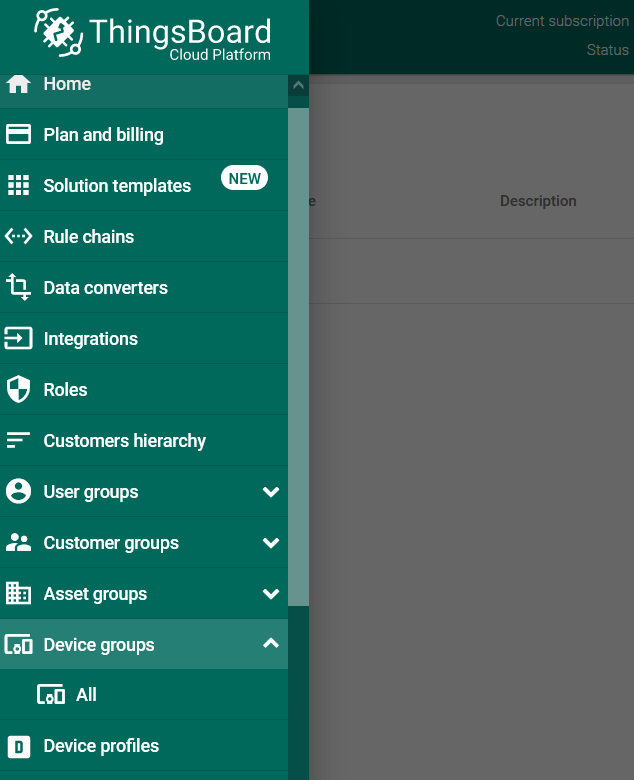 ThingsBoard
Cloud Platform
Current subscription
Status
Home
Plan and billing
Solution templates NEW
Description
Rule chains
Data converters
Integrations
Roles
Customers hierarchy
User groups
Customer groups
Asset groups
Device groups
All
D Device profiles